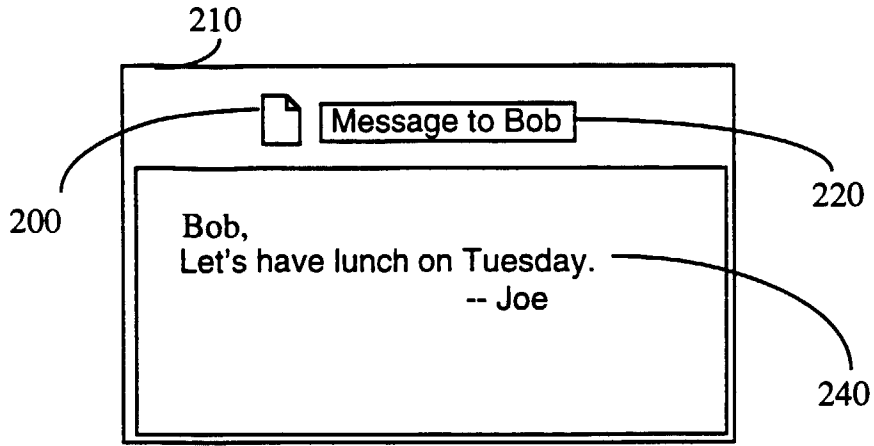 210
Message to Bob
200
220
Bob,
Let's have lunch on Tuesday.
-- Joe
240